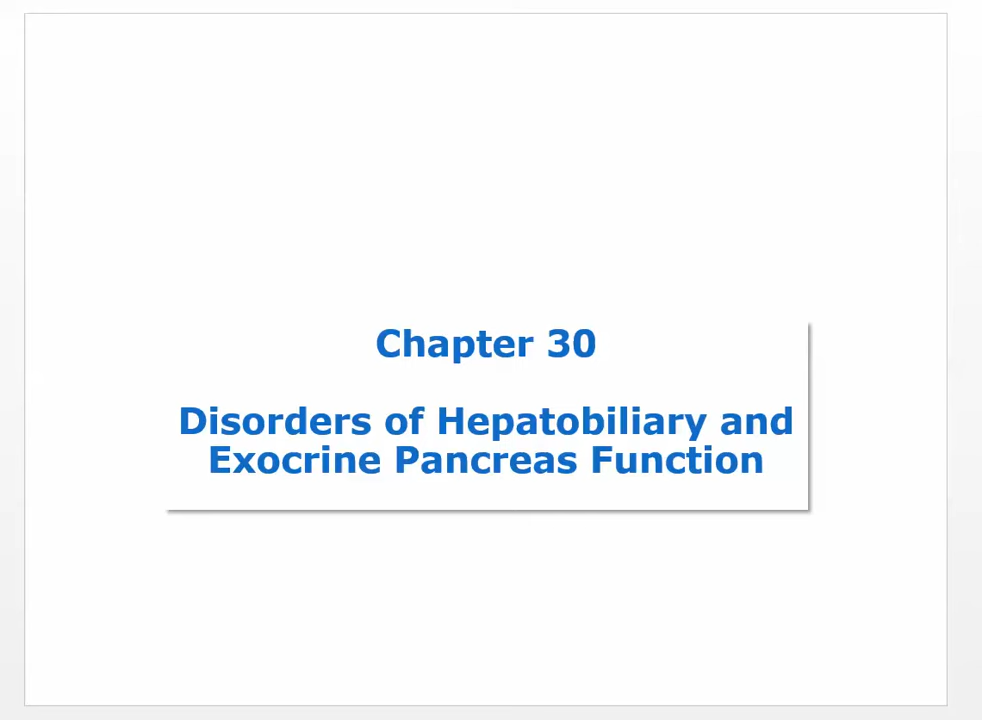 Chapter 30
Disorders of Hepatobiliary and
Exocrine Pancreas Function